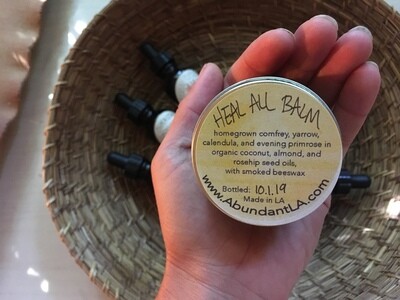 HEAL ALL BALM
homegrown comfrey, yarrow,
calendula, and evening primrose in
organic coconut, almond, and
rosehip seed oils,
with smoked beeswax
Bottled: 10.1.19
Made in LA
www.AbundantLA.com